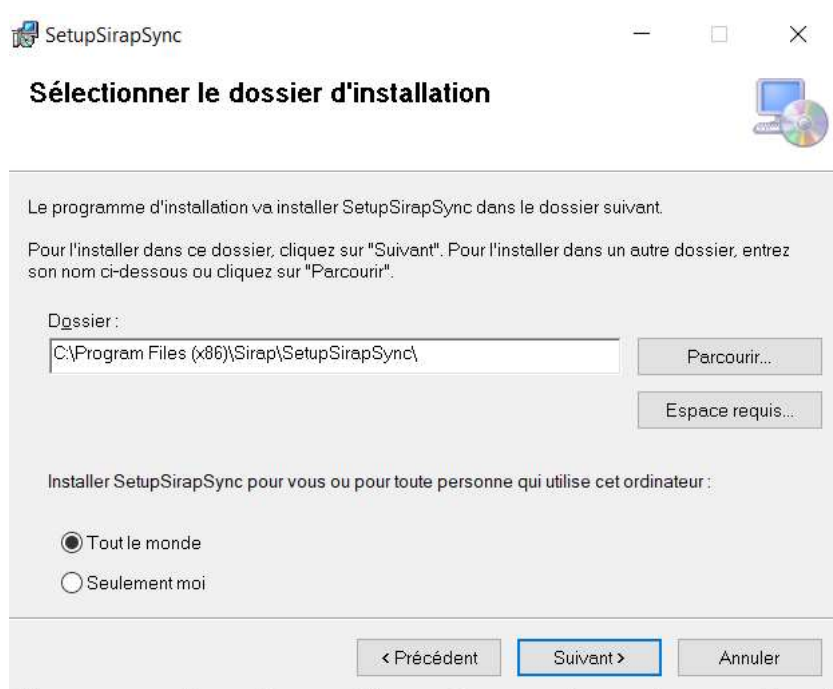 SetupSirapSync
Sélectionner le dossier d'installation
Le programme d'installation va installer SetupSirapSync dans le dossier suivant.
Pour l'installer dans ce dossier, cliquez sur "Suivant". Pour l'installer dans un autre dossier, entrez
son nom ci-dessous ou cliquez sur "Parcourir".
Dossier :
C:\Program Files (x86)\Sirap\SetupSirapSync\
Parcourir...
Espace requis...
Installer SetupSirapSync pour vous ou pour toute personne qui utilise cet ordinateur :
Tout le monde
Seulement moi
< Précédent
Suivant >
Annuler